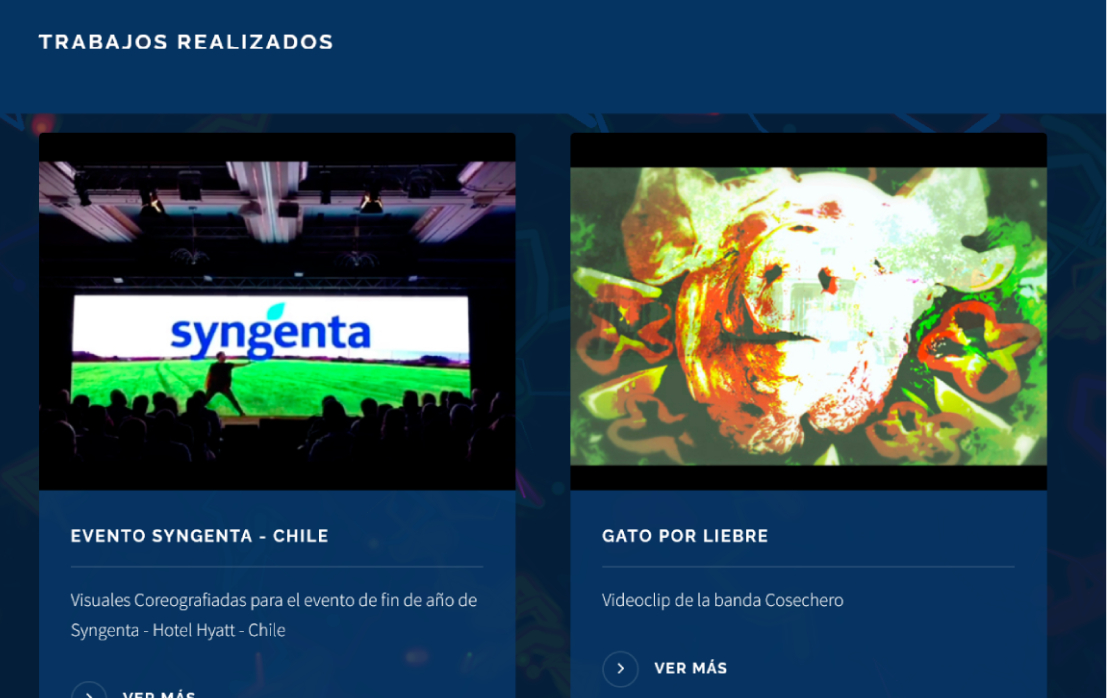 TRABAJOS REALIZADOS
syngenta
EVENTO SYNGENTA - CHILE
Visuales Coreografiadas para el evento de fin de año de
Syngenta - Hotel Hyatt - Chile
VER MÁS
GATO POR LIEBRE
Videoclip de la banda Cosechero
VER MÁS